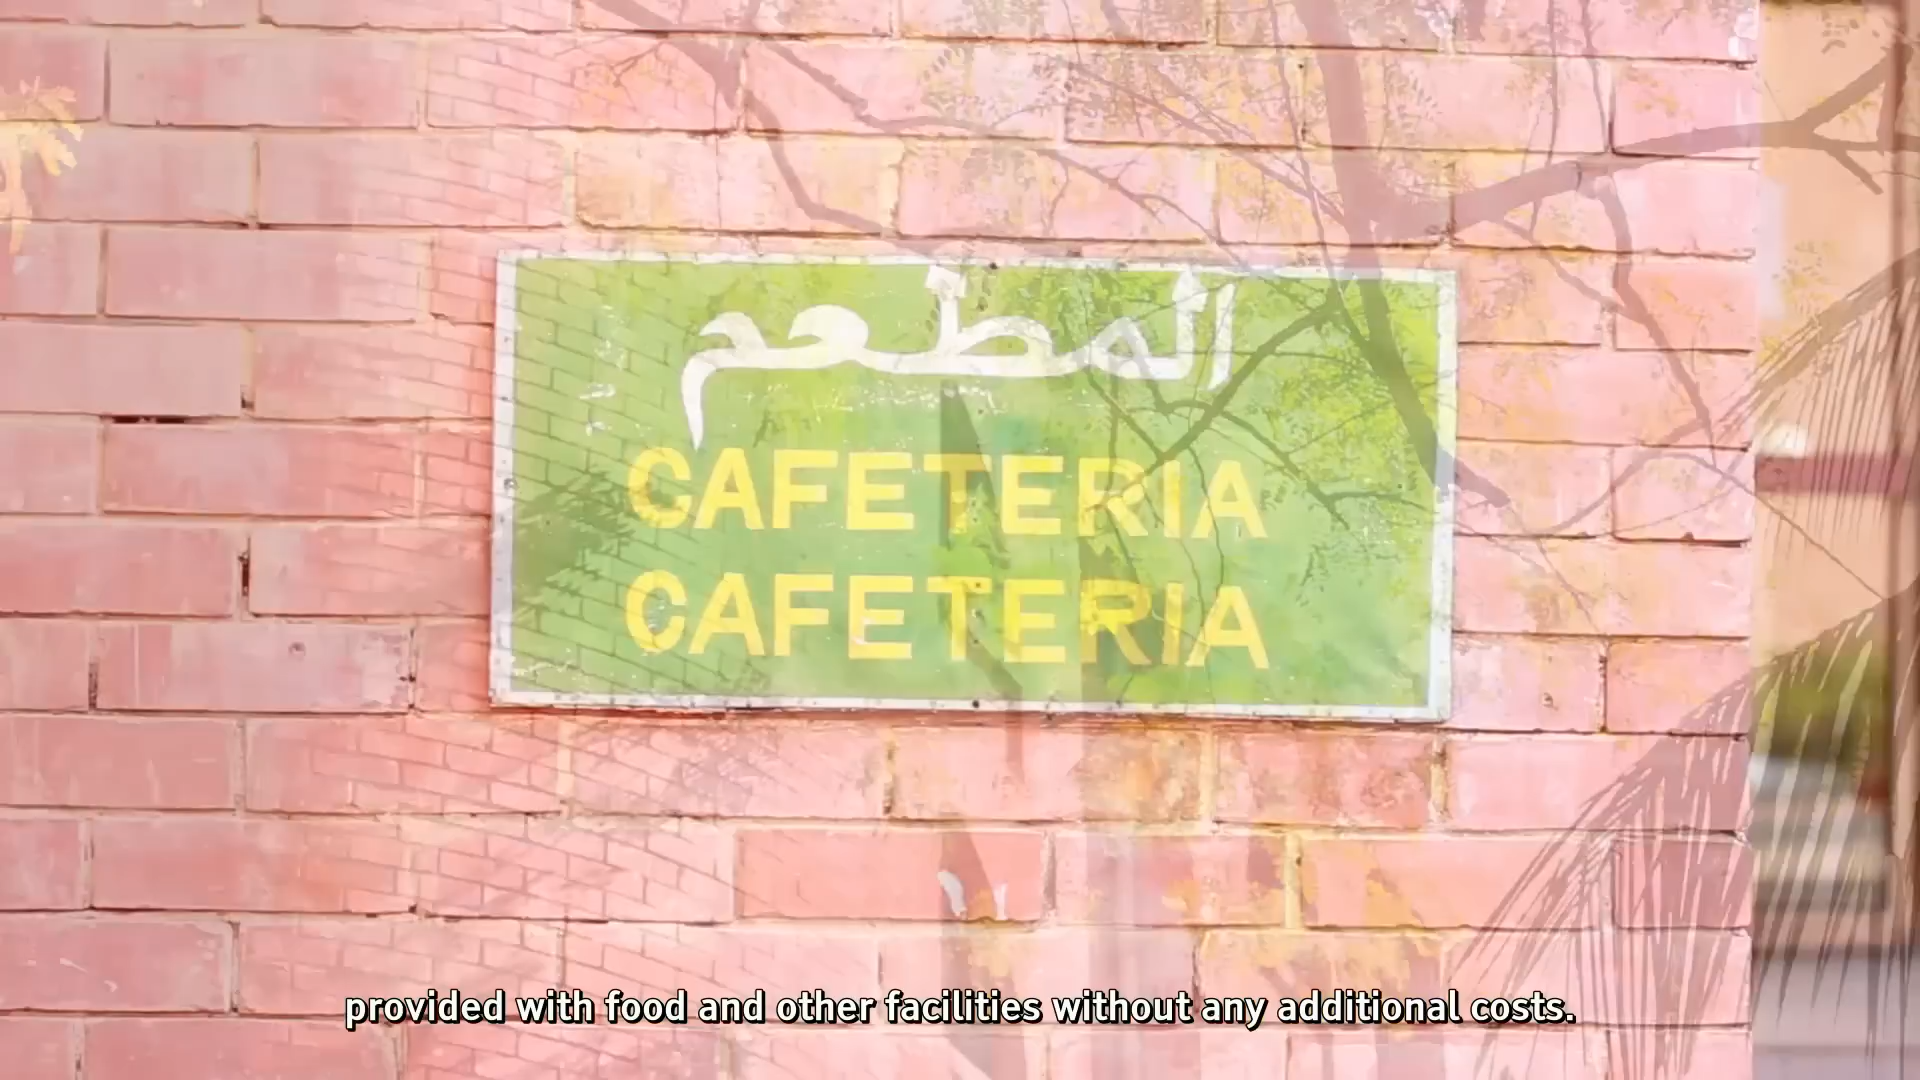 المطعم
CAFETERIA
CAFETERIA
provided with food and other facilities without any additional costs.